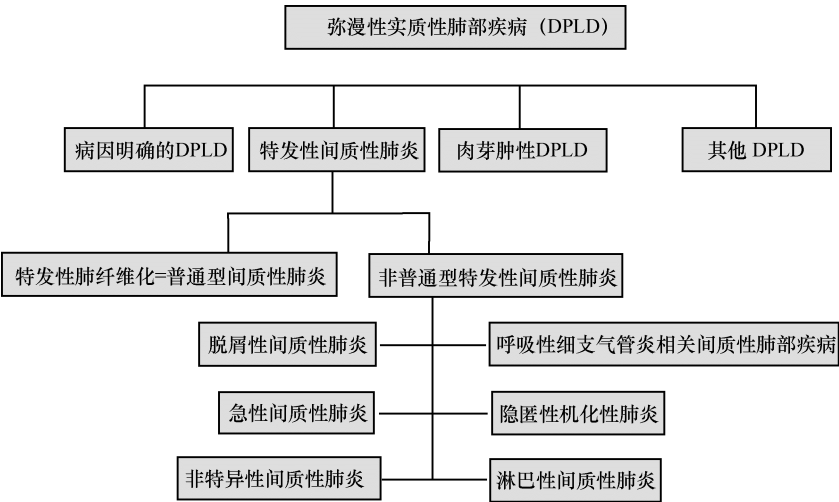 弥漫性实质性肺部疾病（DPLD）
病因明确的DPLD
特发性间质性肺炎
肉芽肿性DPLD
其他 DPLD
特发性肺纤维化=普通型间质性肺炎
非普通型特发性间质性肺炎
脱屑性间质性肺炎
呼吸性细支气管炎相关间质性肺部疾病
急性间质性肺炎
隐匿性机化性肺炎
非特异性间质性肺炎
淋巴性间质性肺炎